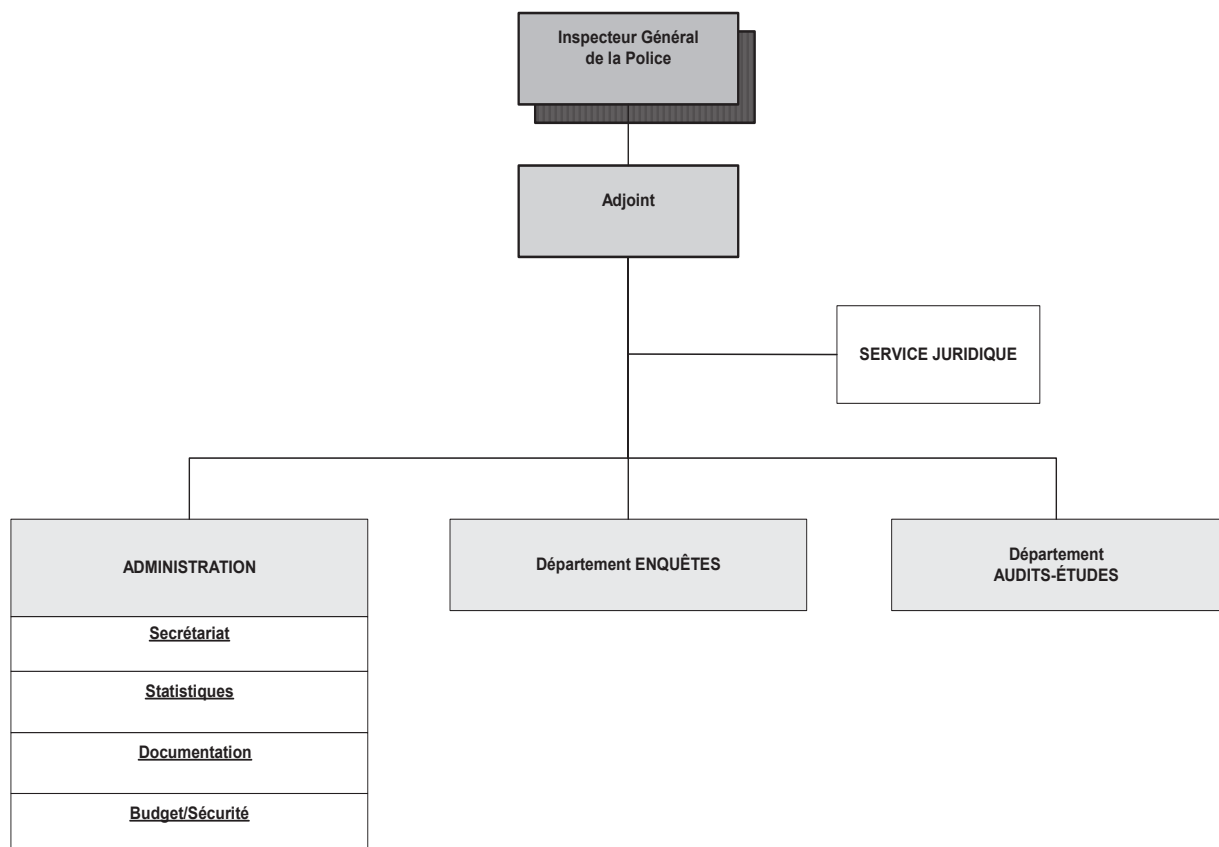 Inspecteur Général
de la Police
Adjoint
SERVICE JURIDIQUE
ADMINISTRATION
Secrétariat
Statistiques
Documentation
Budget/Sécurité
Département ENQUÊTES
Département
AUDITS-ÉTUDES